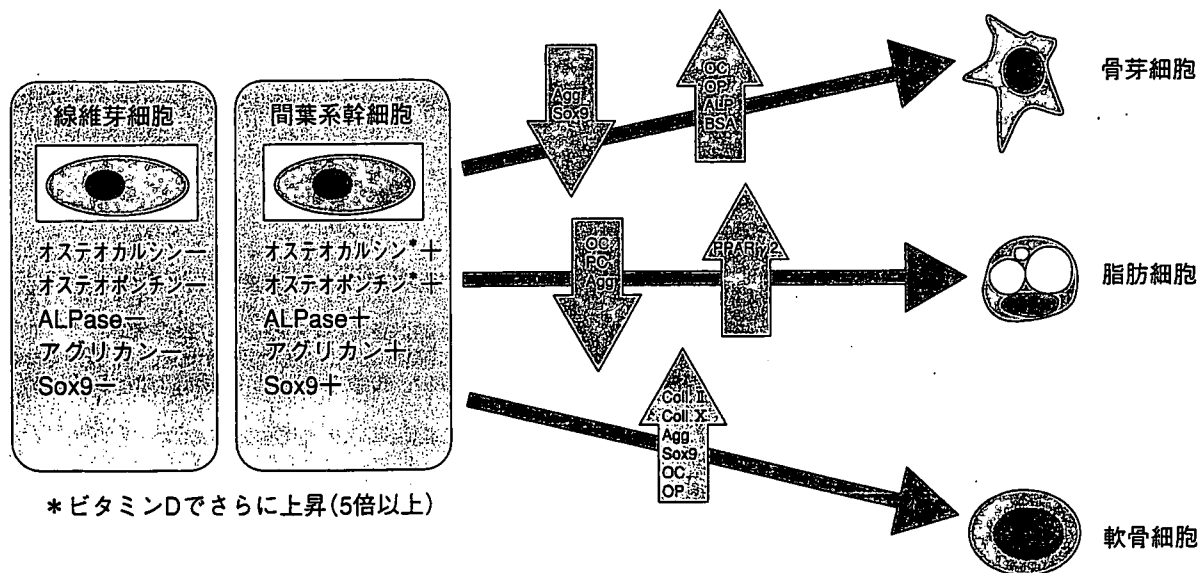 線維芽細胞
オステオカルシン−
オステオポンチン−
ALPase−
アグリカン−
Sox9−
間葉系幹細胞
オステオカルシン*+
オステオポンチン*+
ALPase+
アグリカン+
Sox9+
*ビタミンDでさらに上昇(5倍以上)
Agg
Sox9
OC
OP
ALP
BSA
骨芽細胞
OC
PC
Agg
PPARγ2
脂肪細胞
Coll. II
Coll. X
Agg
Sox9
OC
OP
軟骨細胞